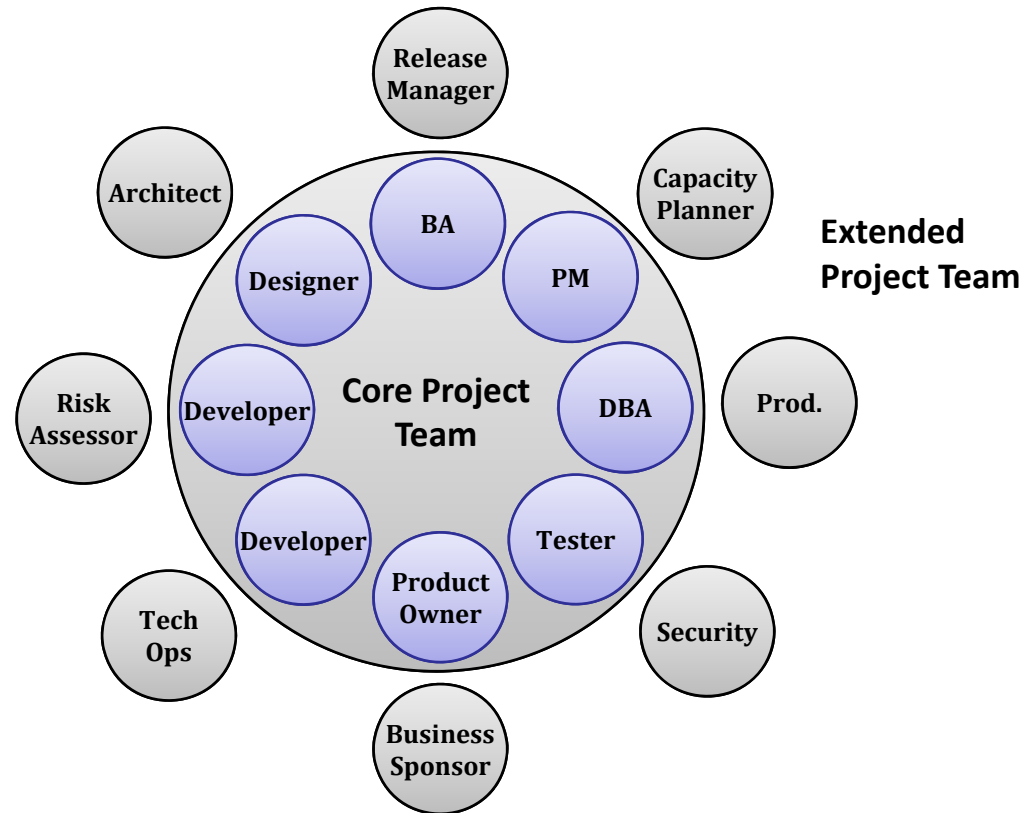 Release
Manager
Architect
Capacity
Planner
BA
Extended
Project Team
Designer
PM
Risk
Assessor
Developer
Core Project
Team
DBA
Prod.
Developer
Tester
Product
Owner
Tech
Ops
Security
Business
Sponsor